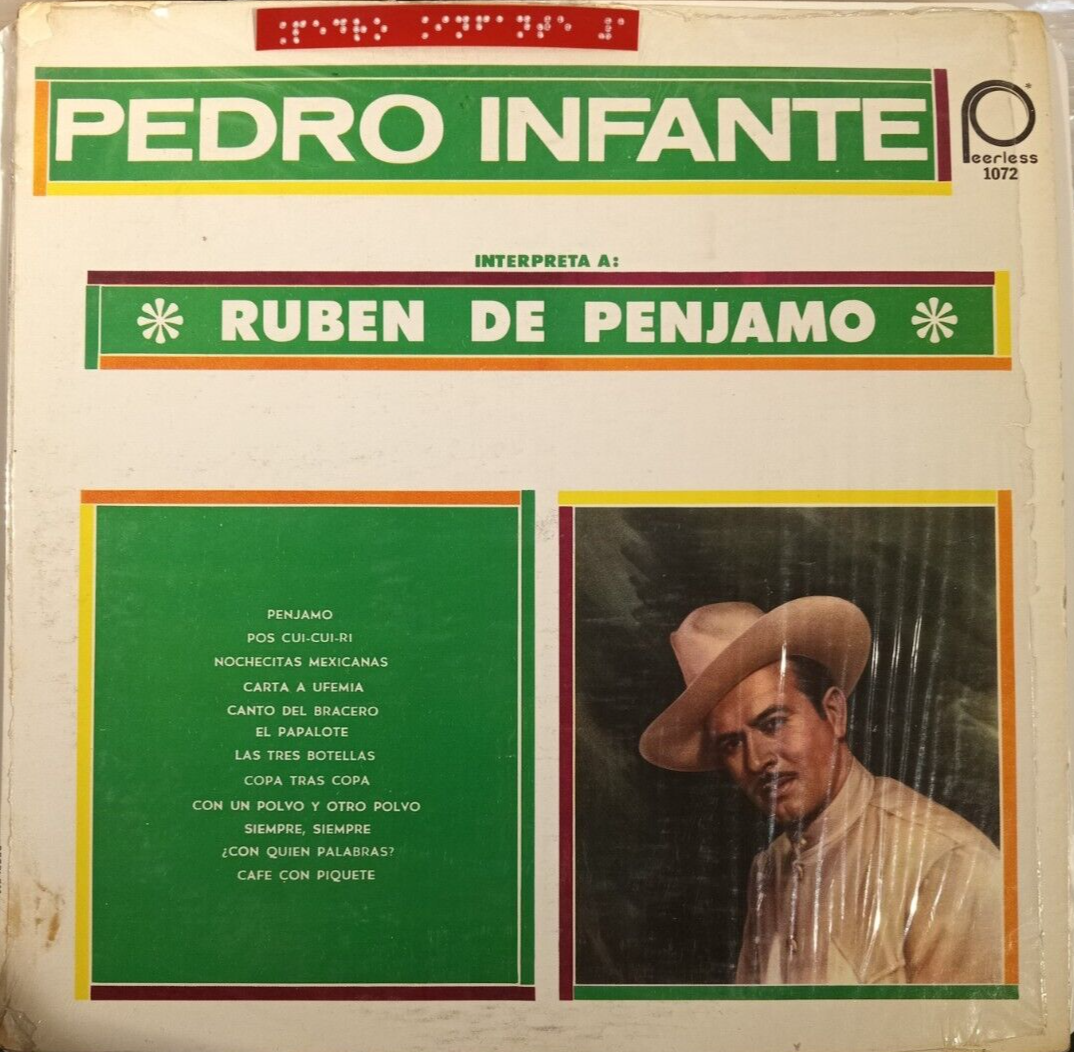 PEDRO INFANTE
Peerless
1072
INTERPRETA A:
RUBEN DE PENJAMO
PENJAMO
POS CUI-CUI-RI
NOCHECITAS MEXICANAS
CARTA A UFEMIA
CANTO DEL BRACERO
EL PAPALOTE
LAS TRES BOTELLAS
COPA TRAS COPA
CON UN POLVO Y OTRO POLVO
SIEMPRE, SIEMPRE
¿CON QUIEN PALABRAS?
CAFE CON PIQUETE